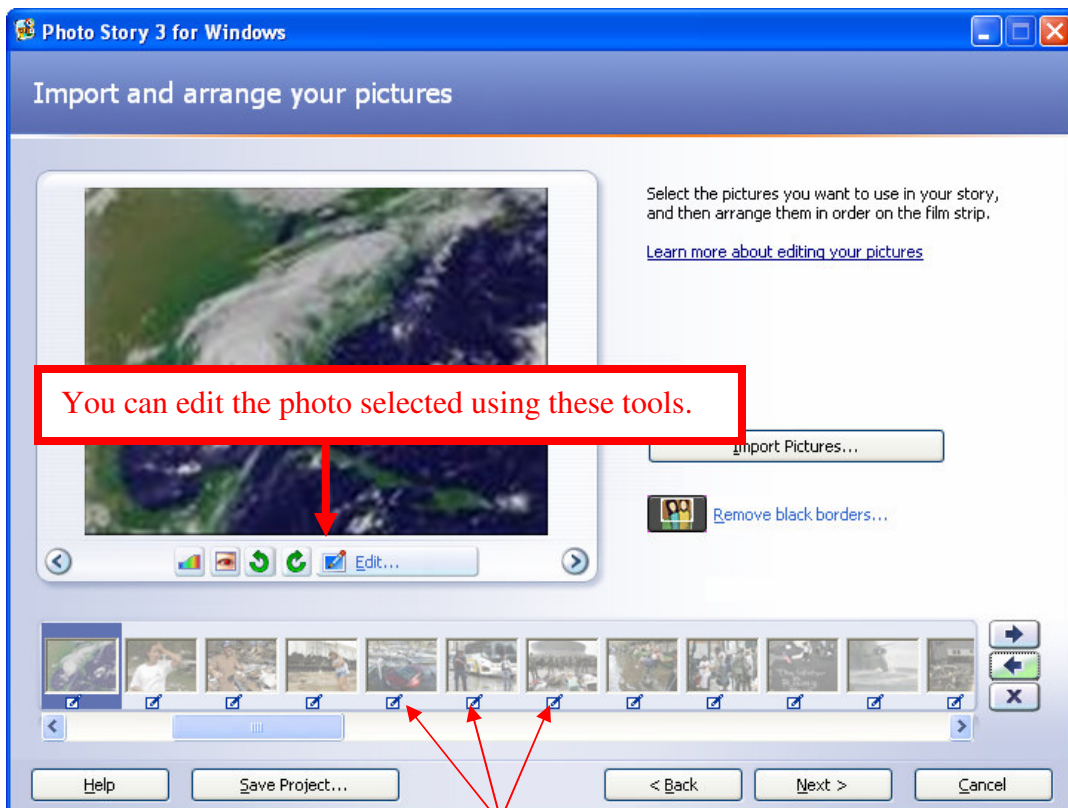 Photo Story 3 for Windows
Import and arrange your pictures
Select the pictures you want to use in your story,
and then arrange them in order on the film strip.
Learn more about editing your pictures
You can edit the photo selected using these tools.
Import Pictures...
Remove black borders...
Edit...
Help
Save Project...
< Back
Next >
Cancel